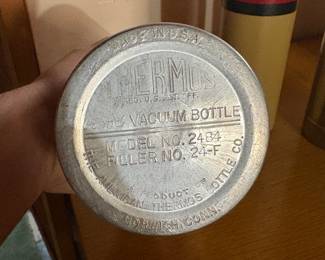 MADE IN U.S.A.
THERMOS
REG. U.S. PAT. OFF.
VACUUM BOTTLE
MODEL NO. 2484
FILLER NO. 24-F
THE AMERICAN THERMOS BOTTLE CO.
NORWICH, CONN.